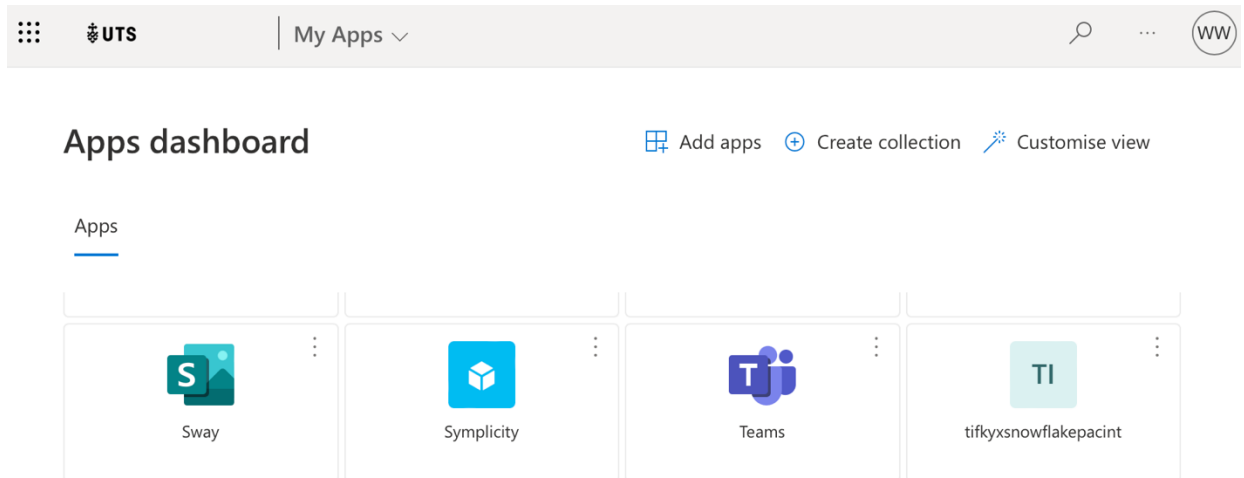 UTS
My Apps
WW
Apps dashboard
Add apps
Create collection
Customise view
Apps
S
T
TI
Sway
Symplicity
Teams
tifkyxsnowflakepacint